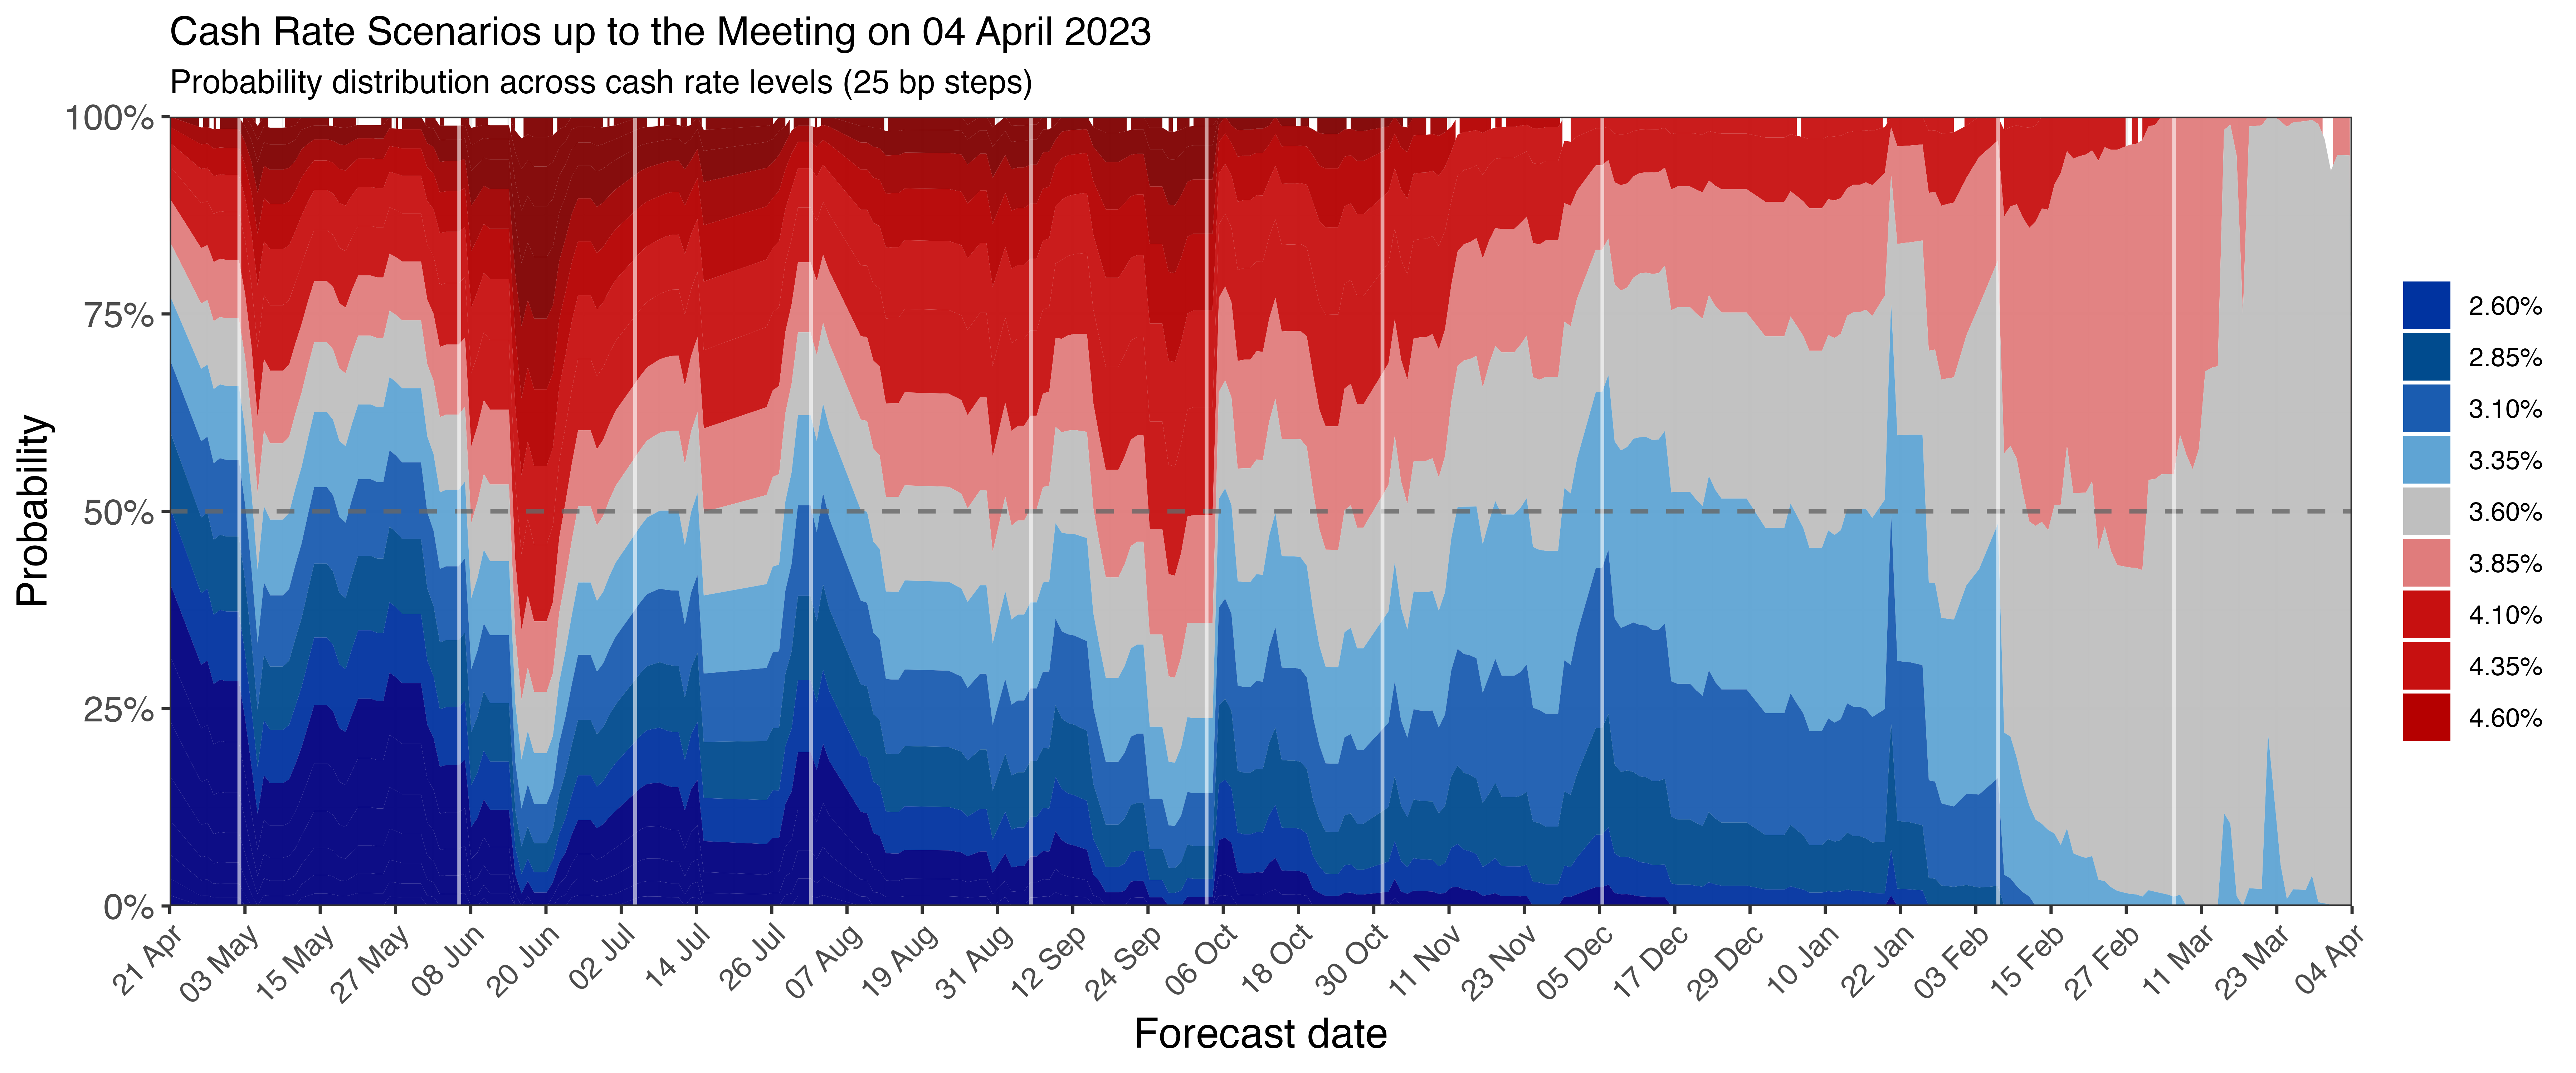 Cash Rate Scenarios up to the Meeting on 04 April 2023
Probability distribution across cash rate levels (25 bp steps)
Probability
100%
75%
50%
25%
0%
21 Apr
03 May
15 May
27 May
08 Jun
20 Jun
02 Jul
14 Jul
26 Jul
07 Aug
19 Aug
31 Aug
12 Sep
24 Sep
06 Oct
18 Oct
30 Oct
11 Nov
23 Nov
05 Dec
17 Dec
29 Dec
10 Jan
22 Jan
03 Feb
15 Feb
27 Feb
11 Mar
23 Mar
04 Apr
Forecast date
2.60%
2.85%
3.10%
3.35%
3.60%
3.85%
4.10%
4.35%
4.60%